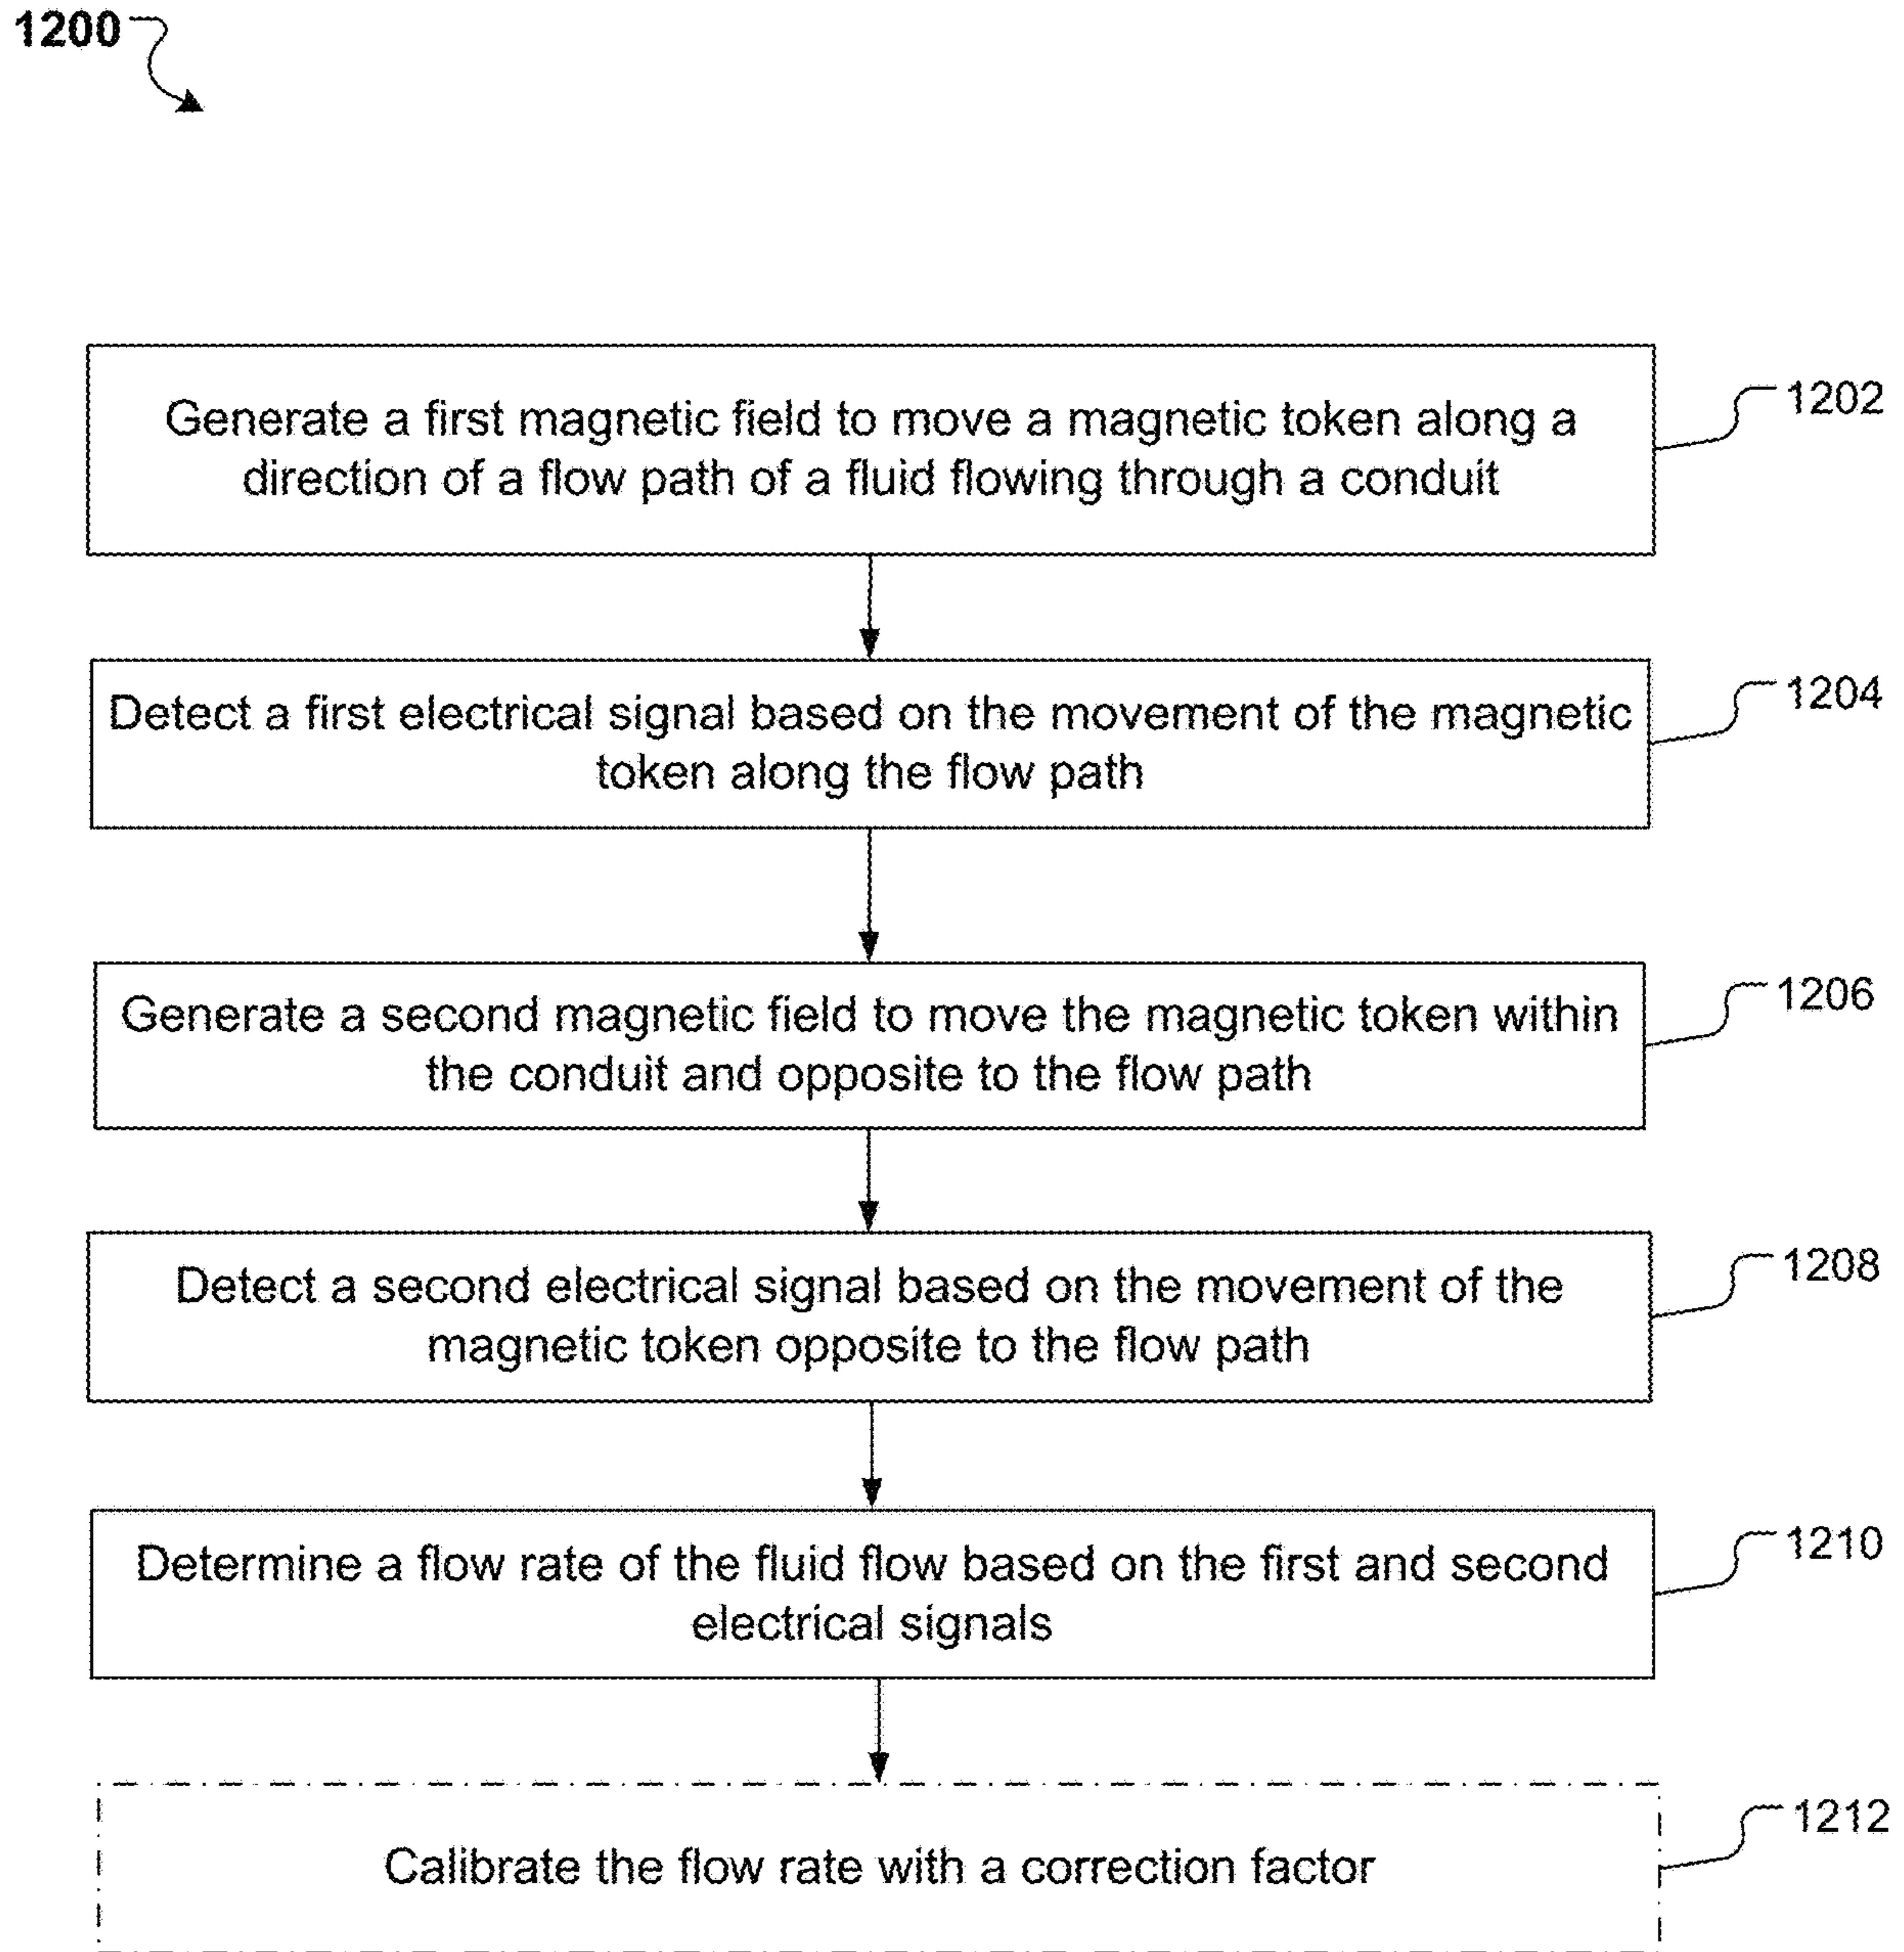 1200
Generate a first magnetic field to move a magnetic token along a
direction of a flow path of a fluid flowing through a conduit
1202
Detect a first electrical signal based on the movement of the magnetic
token along the flow path
1204
Generate a second magnetic field to move the magnetic token within
the conduit and opposite to the flow path
1206
Detect a second electrical signal based on the movement of the
magnetic token opposite to the flow path
1208
Determine a flow rate of the fluid flow based on the first and second
electrical signals
1210
Calibrate the flow rate with a correction factor
1212